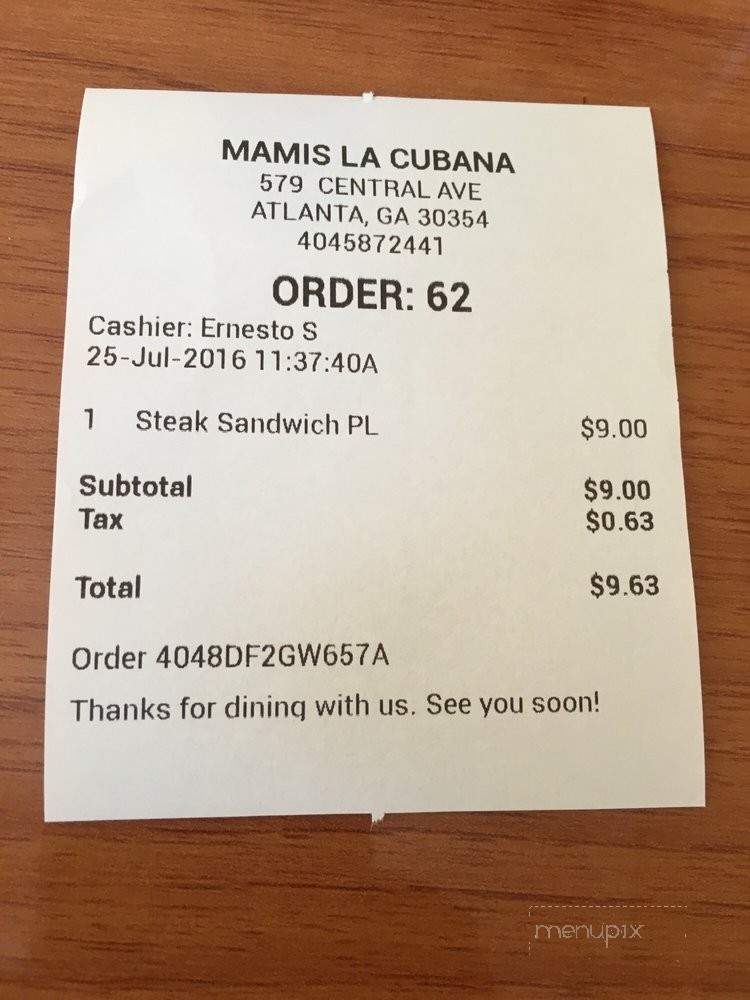 MAMIS LA CUBANA
579 CENTRAL AVE
ATLANTA, GA 30354
4045872441
ORDER: 62
Cashier: Ernesto S
25-Jul-2016 11:37:40A
1 Steak Sandwich PL $9.00
Subtotal $9.00
Tax $0.63
Total $9.63
Order 4048DF2GW657A
Thanks for dining with us. See you soon!
menupix